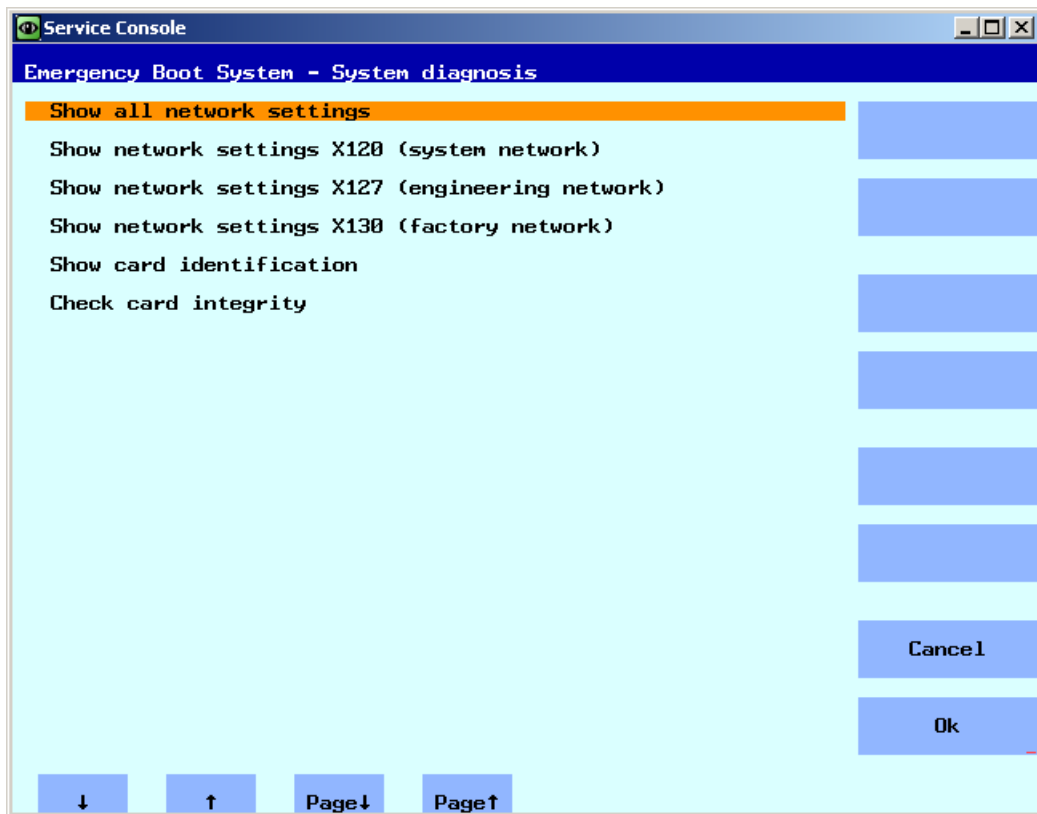 Service Console
Emergency Boot System - System diagnosis
Show all network settings
Show network settings X120 (system network)
Show network settings X127 (engineering network)
Show network settings X130 (factory network)
Show card identification
Check card integrity
Cancel
Ok
↓ ↑ Page↓ Page↑